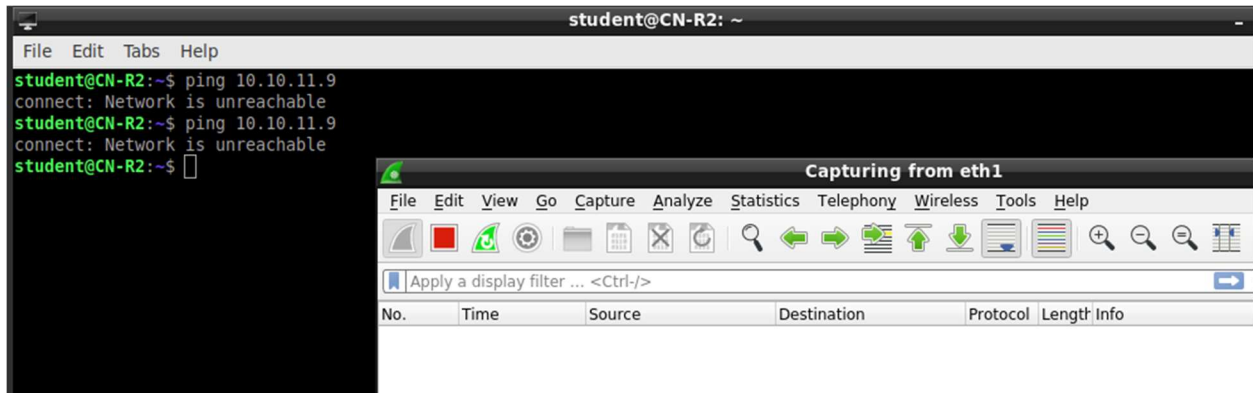 student@CN-R2: ~
File Edit Tabs Help
student@CN-R2:~$ ping 10.10.11.9
connect: Network is unreachable
student@CN-R2:~$ ping 10.10.11.9
connect: Network is unreachable
student@CN-R2:~$
Capturing from eth1
File Edit View Go Capture Analyze Statistics Telephony Wireless Tools Help
Apply a display filter ... <Ctrl-/>
No. Time Source Destination Protocol Length Info